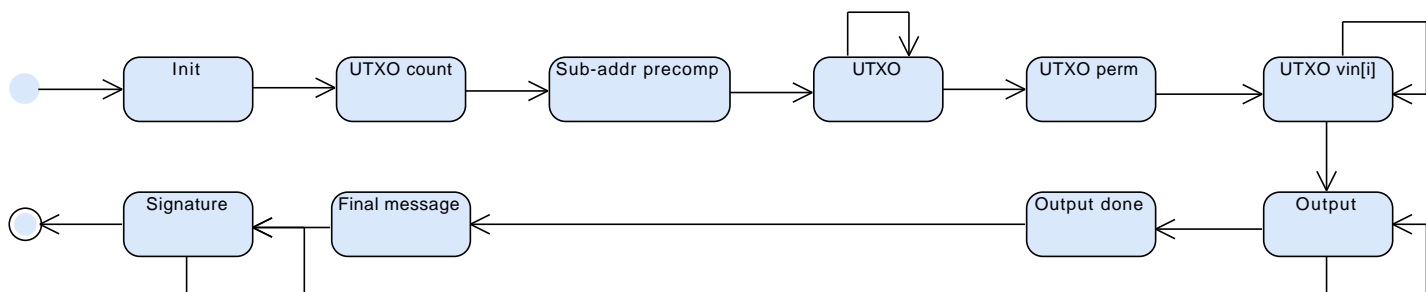 Init
UTXO count
Sub-addr precomp
UTXO
UTXO perm
UTXO vin[i]
Signature
Final message
Output done
Output